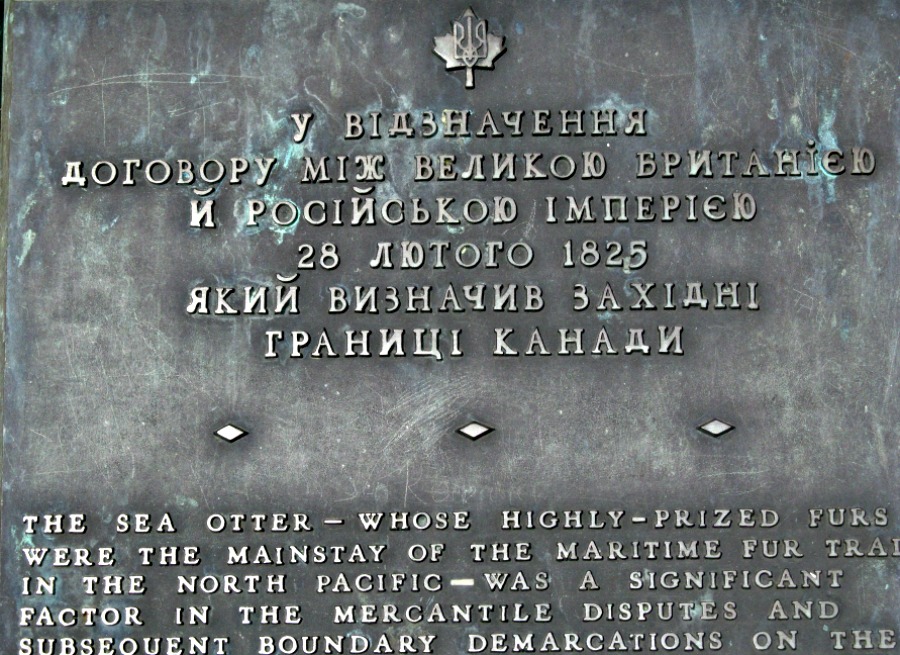 У ВІДЗНАЧЕННЯ
ДОГОВОРУ МІЖ ВЕЛИКОЮ БРИТАНІЄЮ
Й РОСІЙСЬКОЮ ІМПЕРІЄЮ
28 ЛЮТОГО 1825
ЯКИЙ ВИЗНАЧИВ ЗАХІДНІ
ГРАНИЦІ КАНАДИ
THE SEA OTTER – WHOSE HIGHLY-PRIZED FURS
WERE THE MAINSTAY OF THE MARITIME FUR
IN THE NORTH PACIFIC – WAS A SIGNIFICANT
FACTOR IN THE MERCANTILE DISPUTES AND
SUBSEQUENT BOUNDARY DEMARCATIONS ON THE